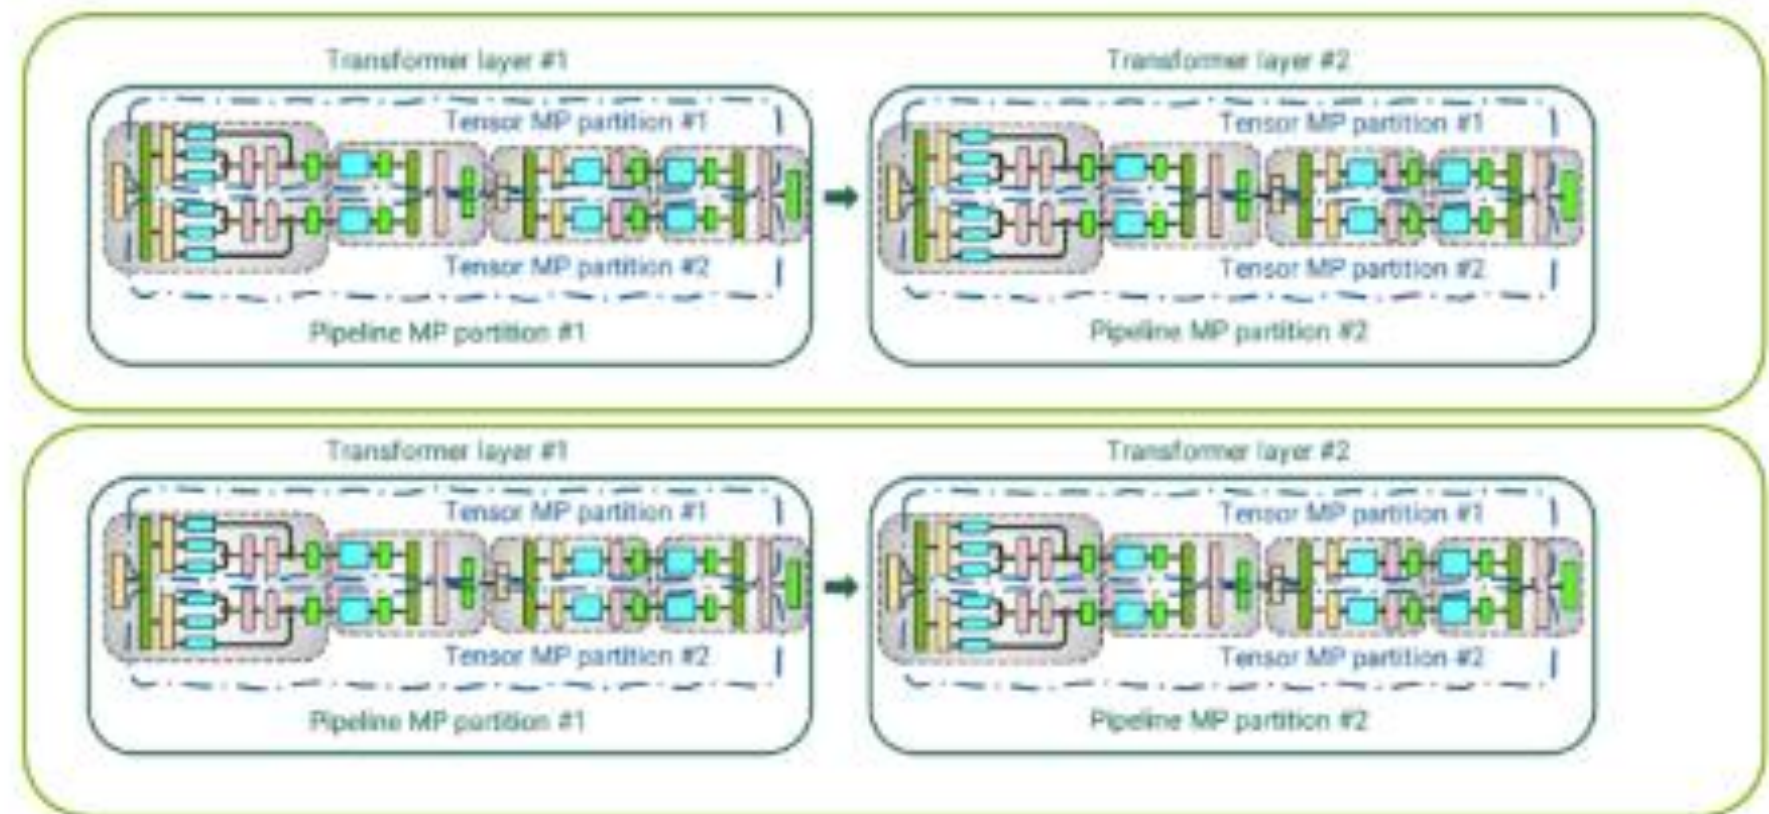 Transformer layer #1
Transformer layer #2
Tensor MP partition #1
Tensor MP partition #1
Tensor MP partition #2
Tensor MP partition #2
Pipeline MP partition #1
Pipeline MP partition #2
Transformer layer #1
Transformer layer #2
Tensor MP partition #1
Tensor MP partition #1
Tensor MP partition #2
Tensor MP partition #2
Pipeline MP partition #1
Pipeline MP partition #2